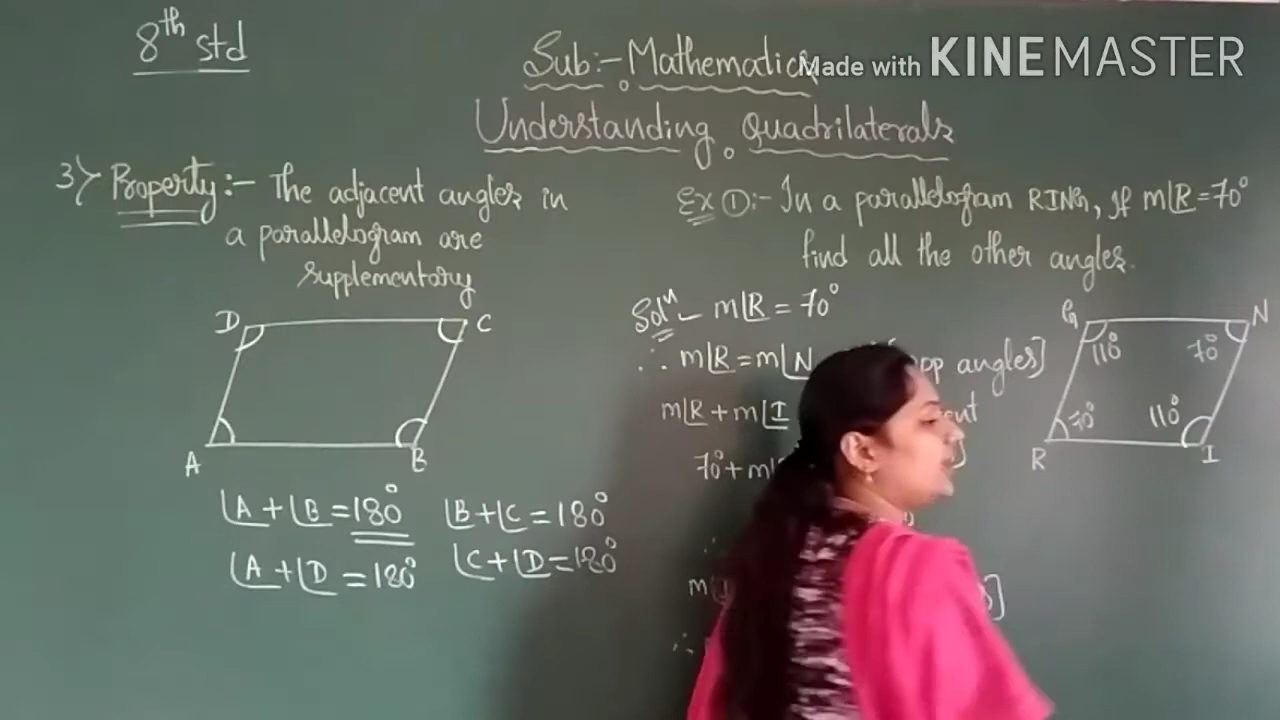 8th std
Sub:- Mathematics
Made with KINEMASTER
Understanding Quadrilaterals
3) Property:- The adjacent angles in
a parallelogram are
supplementary
D C
A B
∠A + ∠B = 180°
∠B + ∠C = 180°
∠A + ∠D = 180°
∠C + ∠D = 180°
Ex ①:- In a parallelogram RING, If m∠R = 70°
find all the other angles.
Solⁿ - m∠R = 70°
∴ m∠R = m∠N opp angles]
m∠R + m∠I
70° + m∠
G N
110° 70°
70° 110°
R I